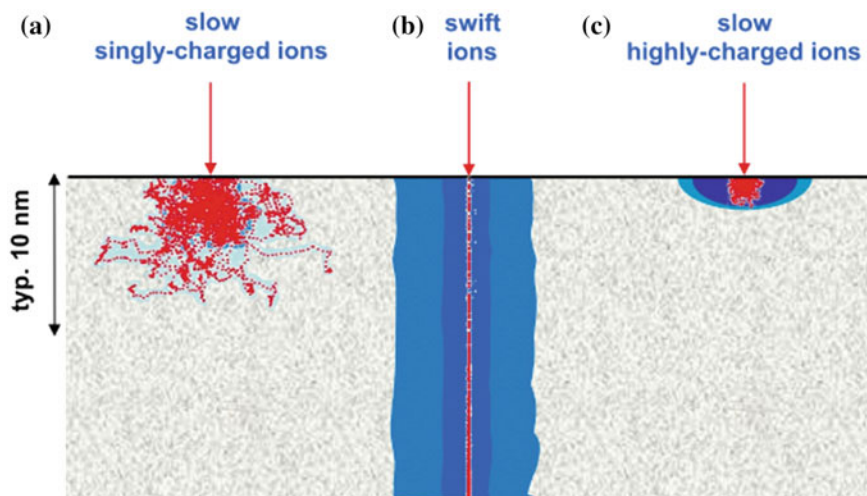 (a)
slow
singly-charged ions
(b)
swift
ions
(c)
slow
highly-charged ions
typ. 10 nm